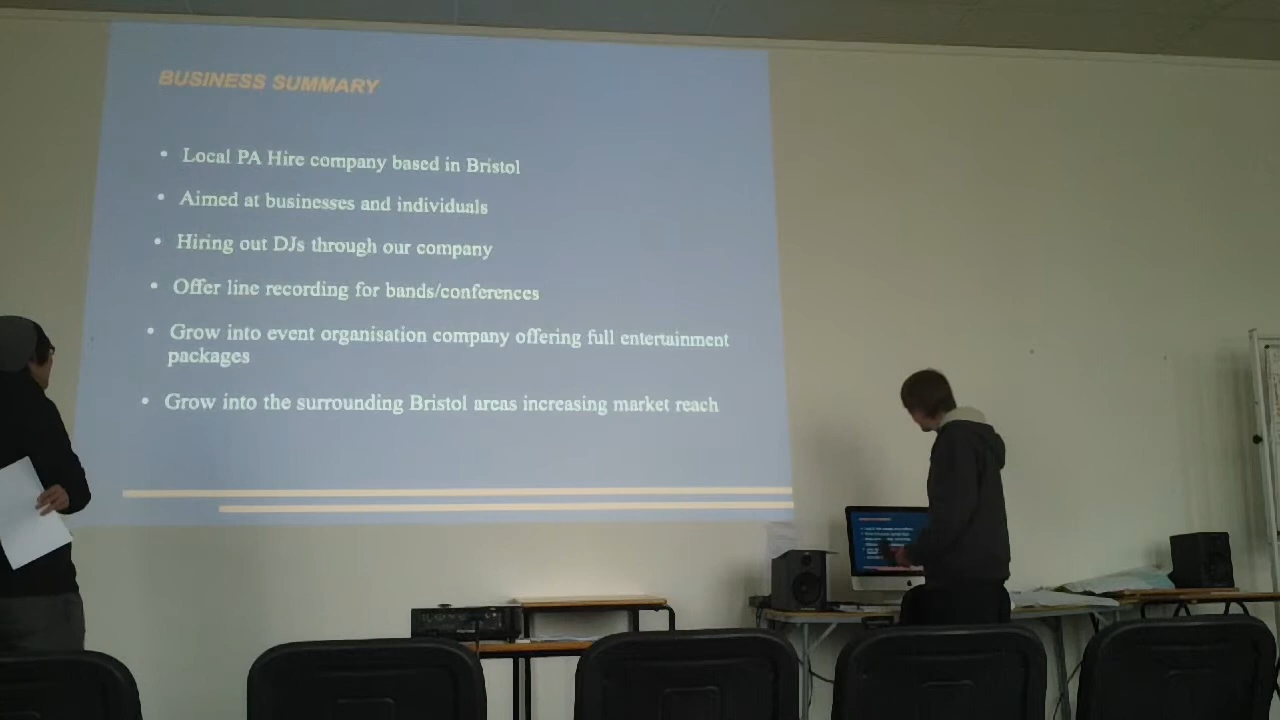 BUSINESS SUMMARY
• Local PA Hire company based in Bristol
• Aimed at businesses and individuals
• Hiring out DJs through our company
• Offer line recording for bands/conferences
• Grow into event organisation company offering full entertainment
packages
• Grow into the surrounding Bristol areas increasing market reach